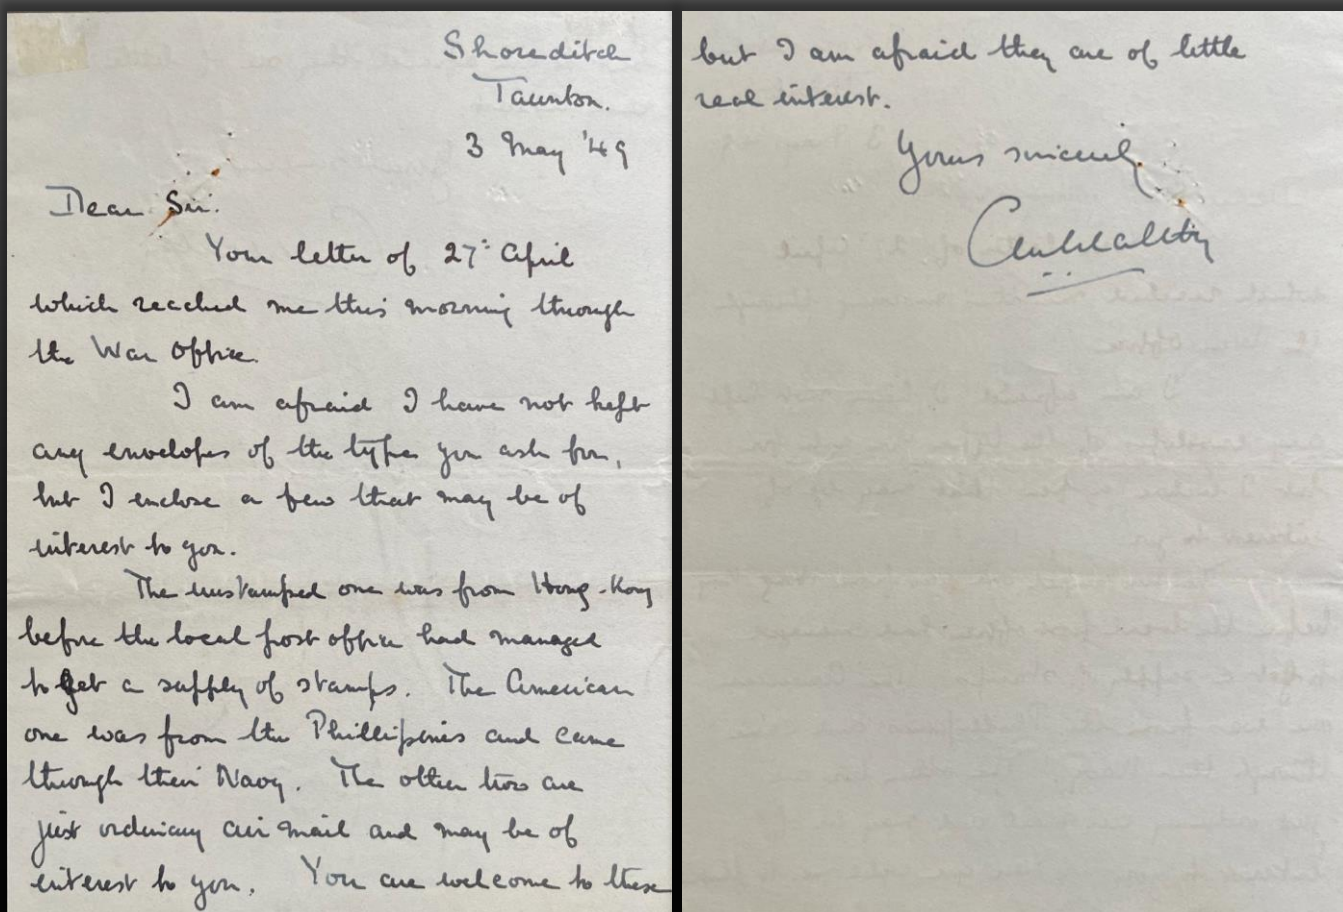 Shoreditch
Taunton.
3 May '49
Dear Sir.
Your letter of 27th April
which reached me this morning through
the War Office.
I am afraid I have not kept
any envelopes of the types you ask for,
but I enclose a few that may be of
interest to you.
The unstamped one was from Hong-Kong
before the local post office had managed
to get a supply of stamps. The American
one was from the Phillipines and came
through their Navy. The other two are
just ordinary air mail and may be of
interest to you. You are welcome to these
but I am afraid they are of little
real interest.
Yours sincerely